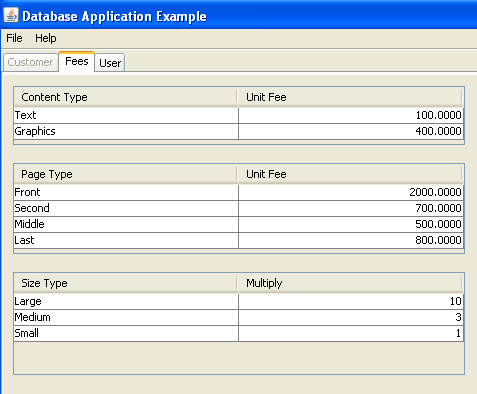 Database Application Example
File Help
Customer Fees User
Content Type Unit Fee
Text 100.0000
Graphics 400.0000
Page Type Unit Fee
Front 2000.0000
Second 700.0000
Middle 500.0000
Last 800.0000
Size Type Multiply
Large 10
Medium 3
Small 1